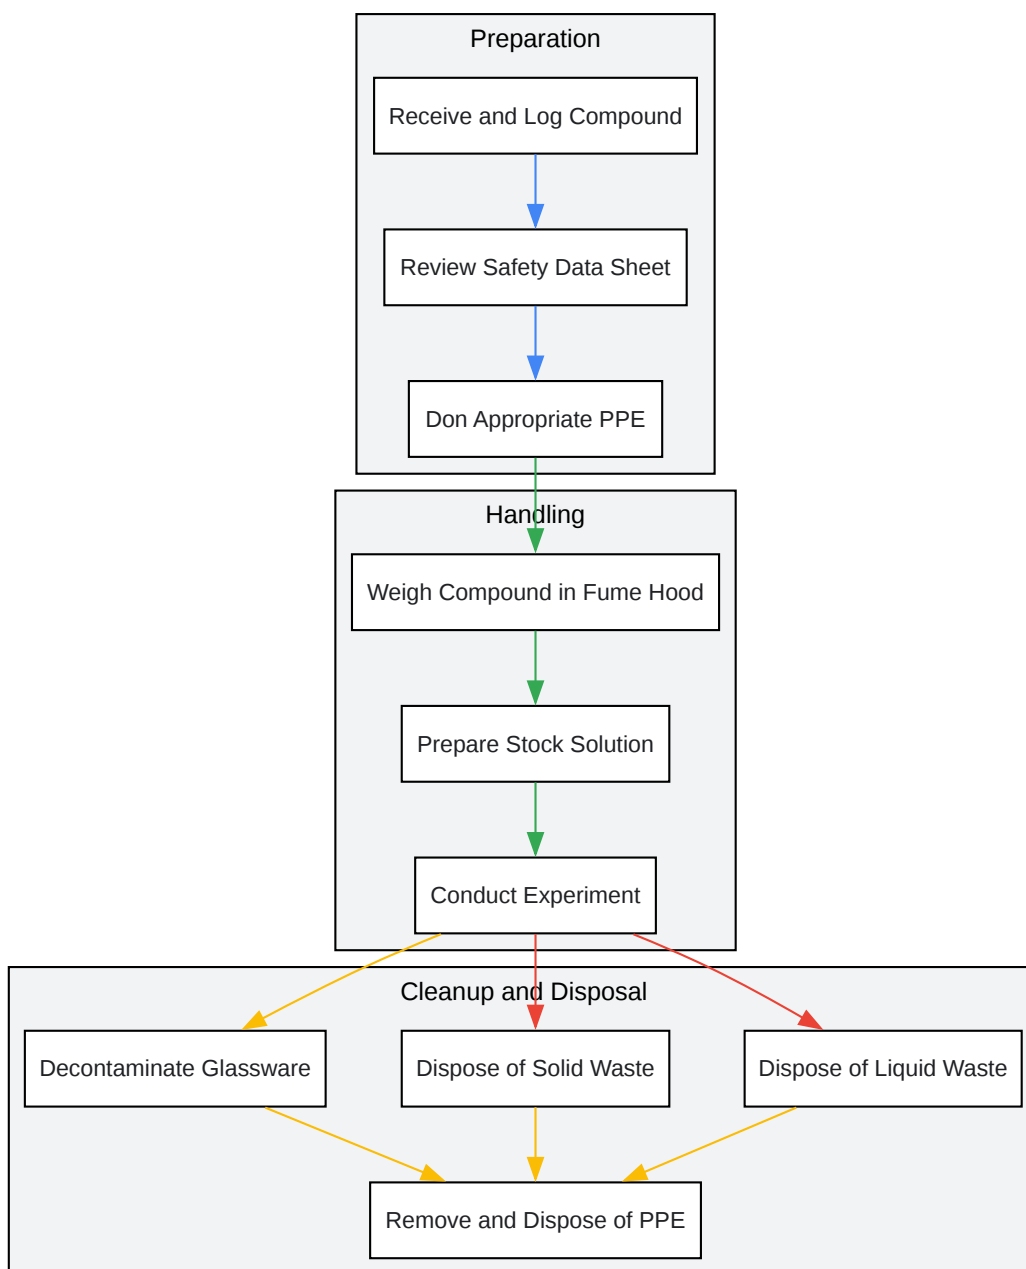 Preparation
Receive and Log Compound
Review Safety Data Sheet
Don Appropriate PPE
Handling
Weigh Compound in Fume Hood
Prepare Stock Solution
Conduct Experiment
Cleanup and Disposal
Decontaminate Glassware
Dispose of Solid Waste
Dispose of Liquid Waste
Remove and Dispose of PPE